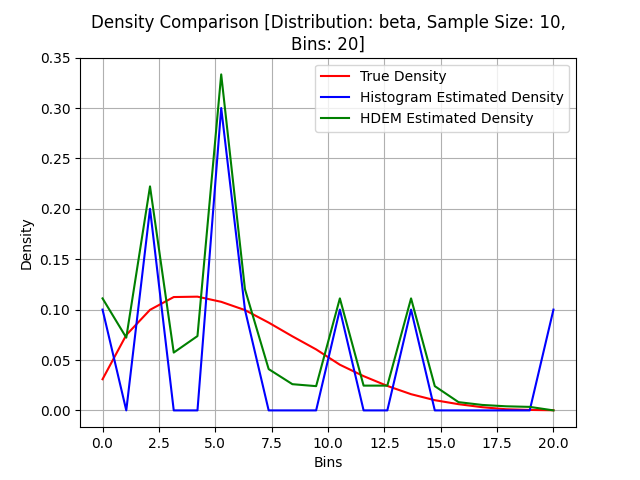 Density Comparison [Distribution: beta, Sample Size: 10,
Bins: 20]
True Density
Histogram Estimated Density
HDEM Estimated Density
Density
0.35
0.30
0.25
0.20
0.15
0.10
0.05
0.00
0.0 2.5 5.0 7.5 10.0 12.5 15.0 17.5 20.0
Bins